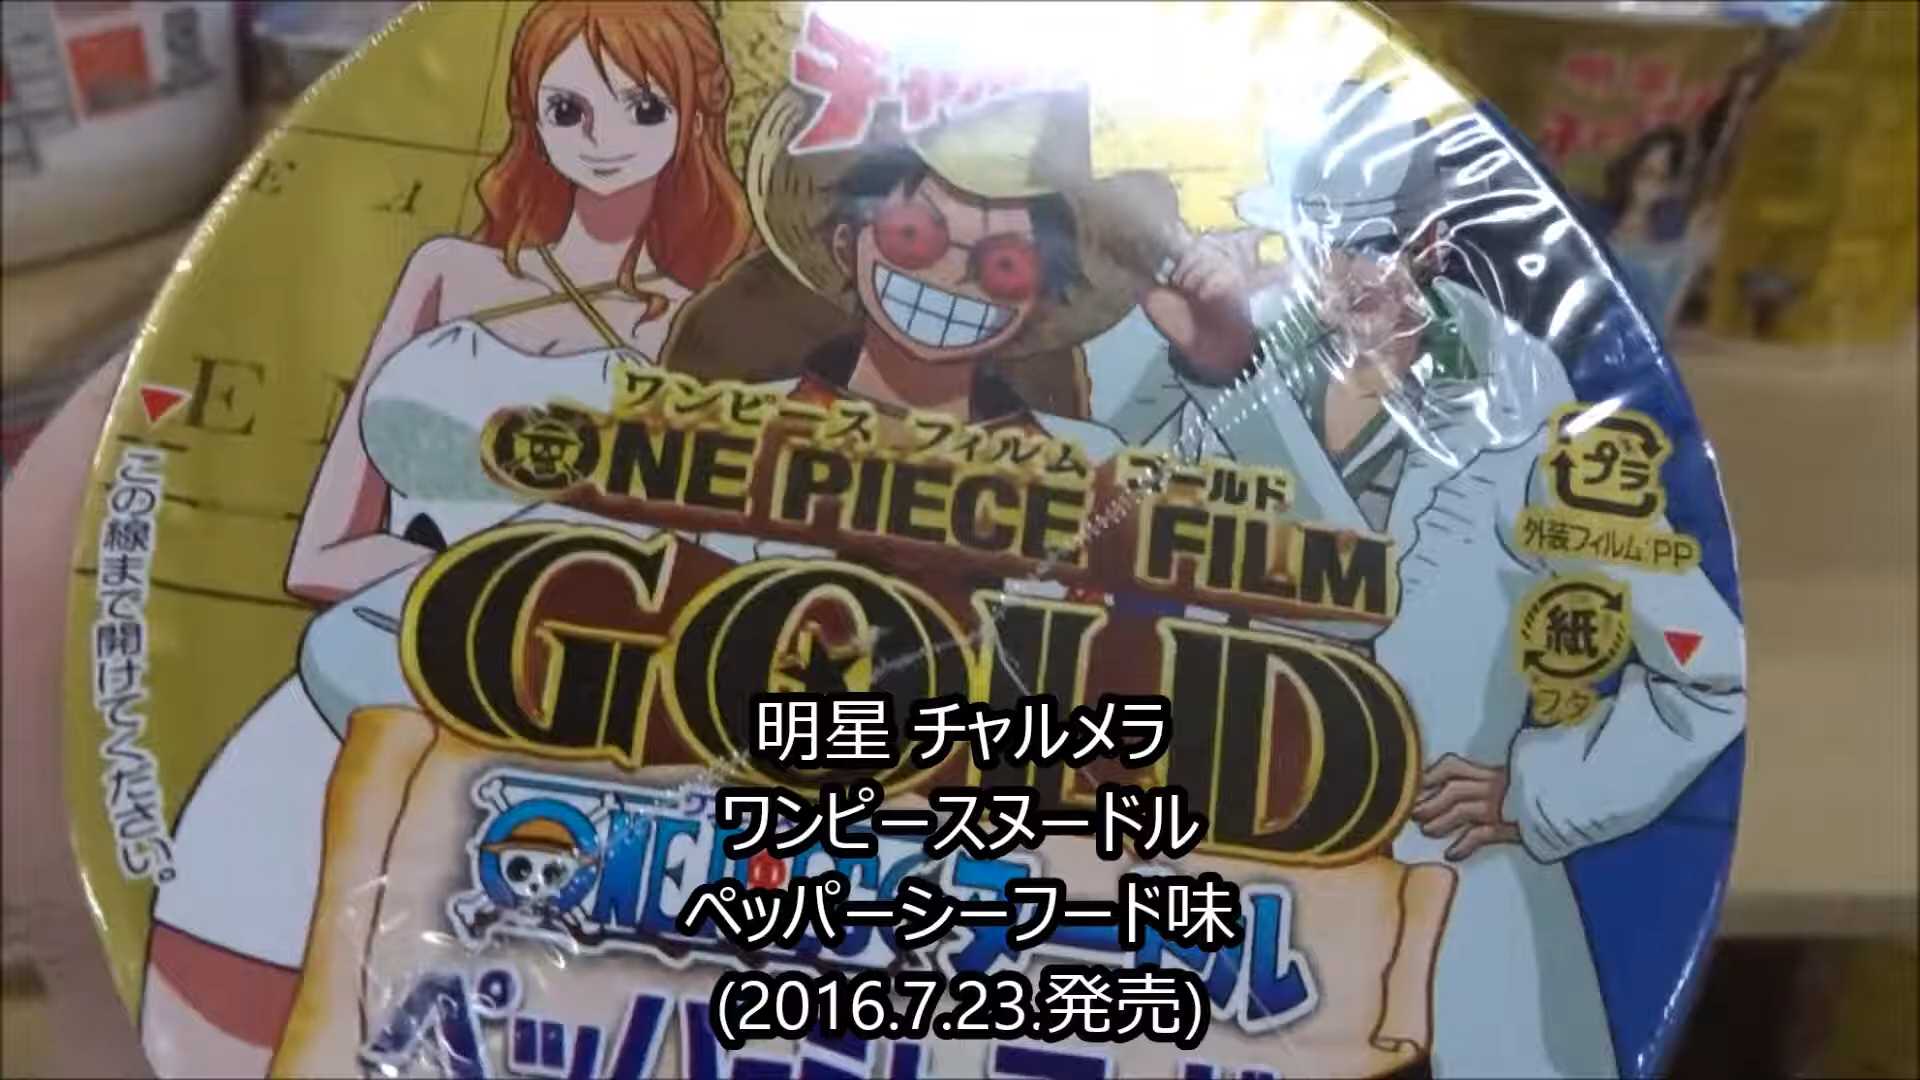 ワンピース フィルム ゴールド
ONE PIECE FILM
GOLD
この線まで開けてください。
プラ
外装フィルム:PP
紙
フタ
明星 チャルメラ
ワンピースヌードル
ペッパーシーフード味
(2016.7.23.発売)